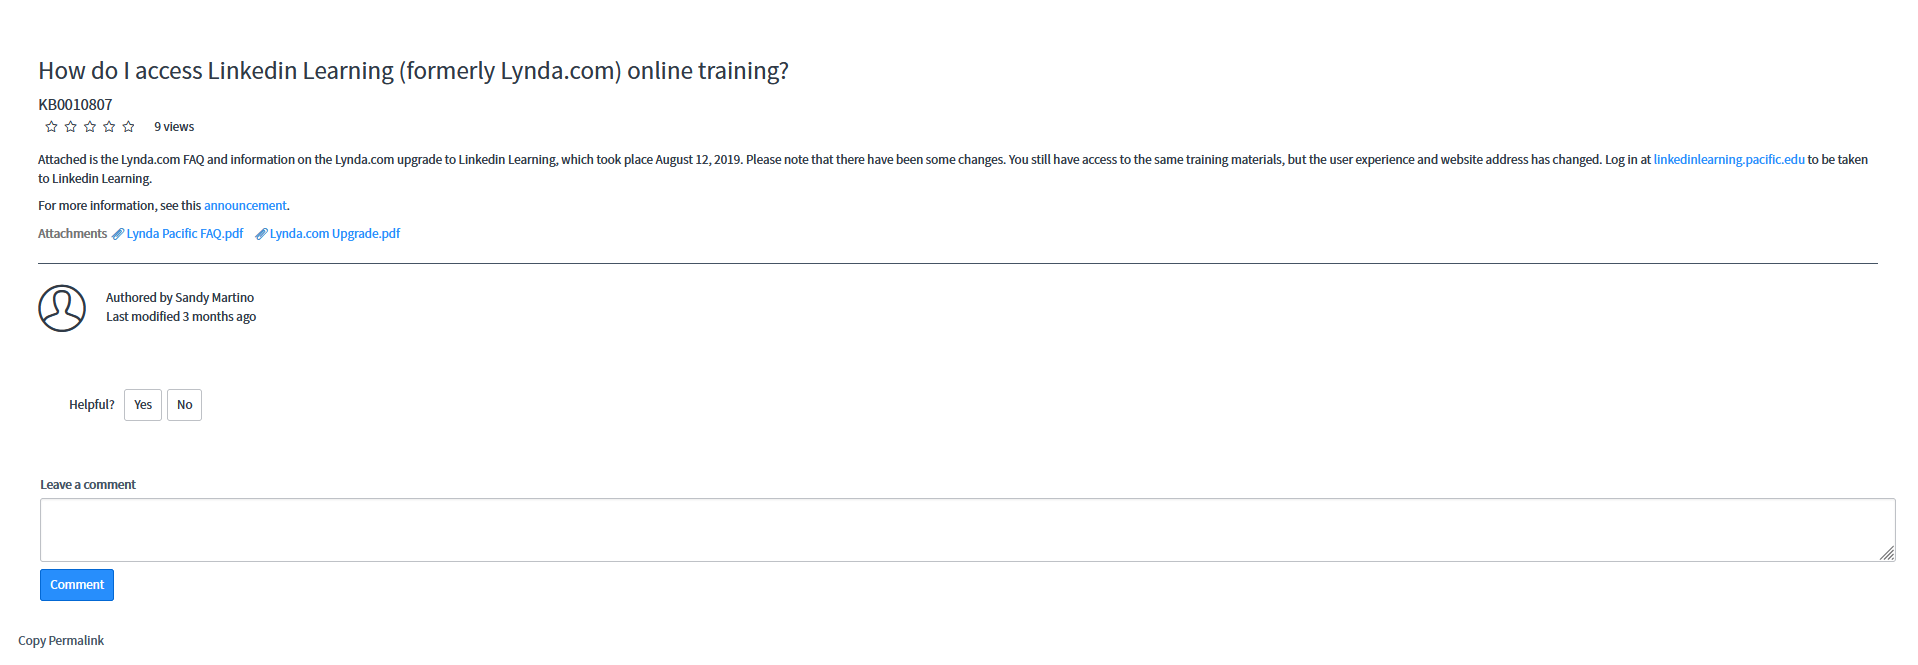 How do I access Linkedin Learning (formerly Lynda.com) online training?
KB0010807
9 views
Attached is the Lynda.com FAQ and information on the Lynda.com upgrade to Linkedin Learning, which took place August 12, 2019. Please note that there have been some changes. You still have access to the same training materials, but the user experience and website address has changed. Log in at linkedinlearning.pacific.edu to be taken
to Linkedin Learning.
For more information, see this announcement.
Attachments Lynda Pacific FAQ.pdf Lynda.com Upgrade.pdf
Authored by Sandy Martino
Last modified 3 months ago
Helpful? Yes No
Leave a comment
Comment
Copy Permalink